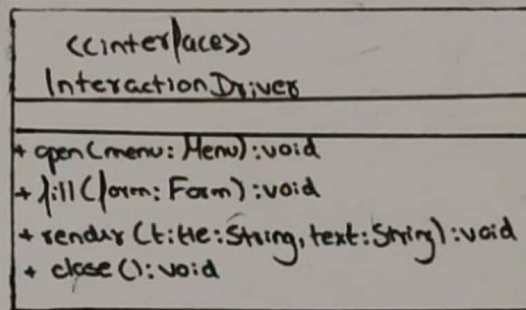 <<interface>>
InteractionDriver
+ open(menu: Menu): void
+ fill(form: Form): void
+ render(title: String, text: String): void
+ close(): void